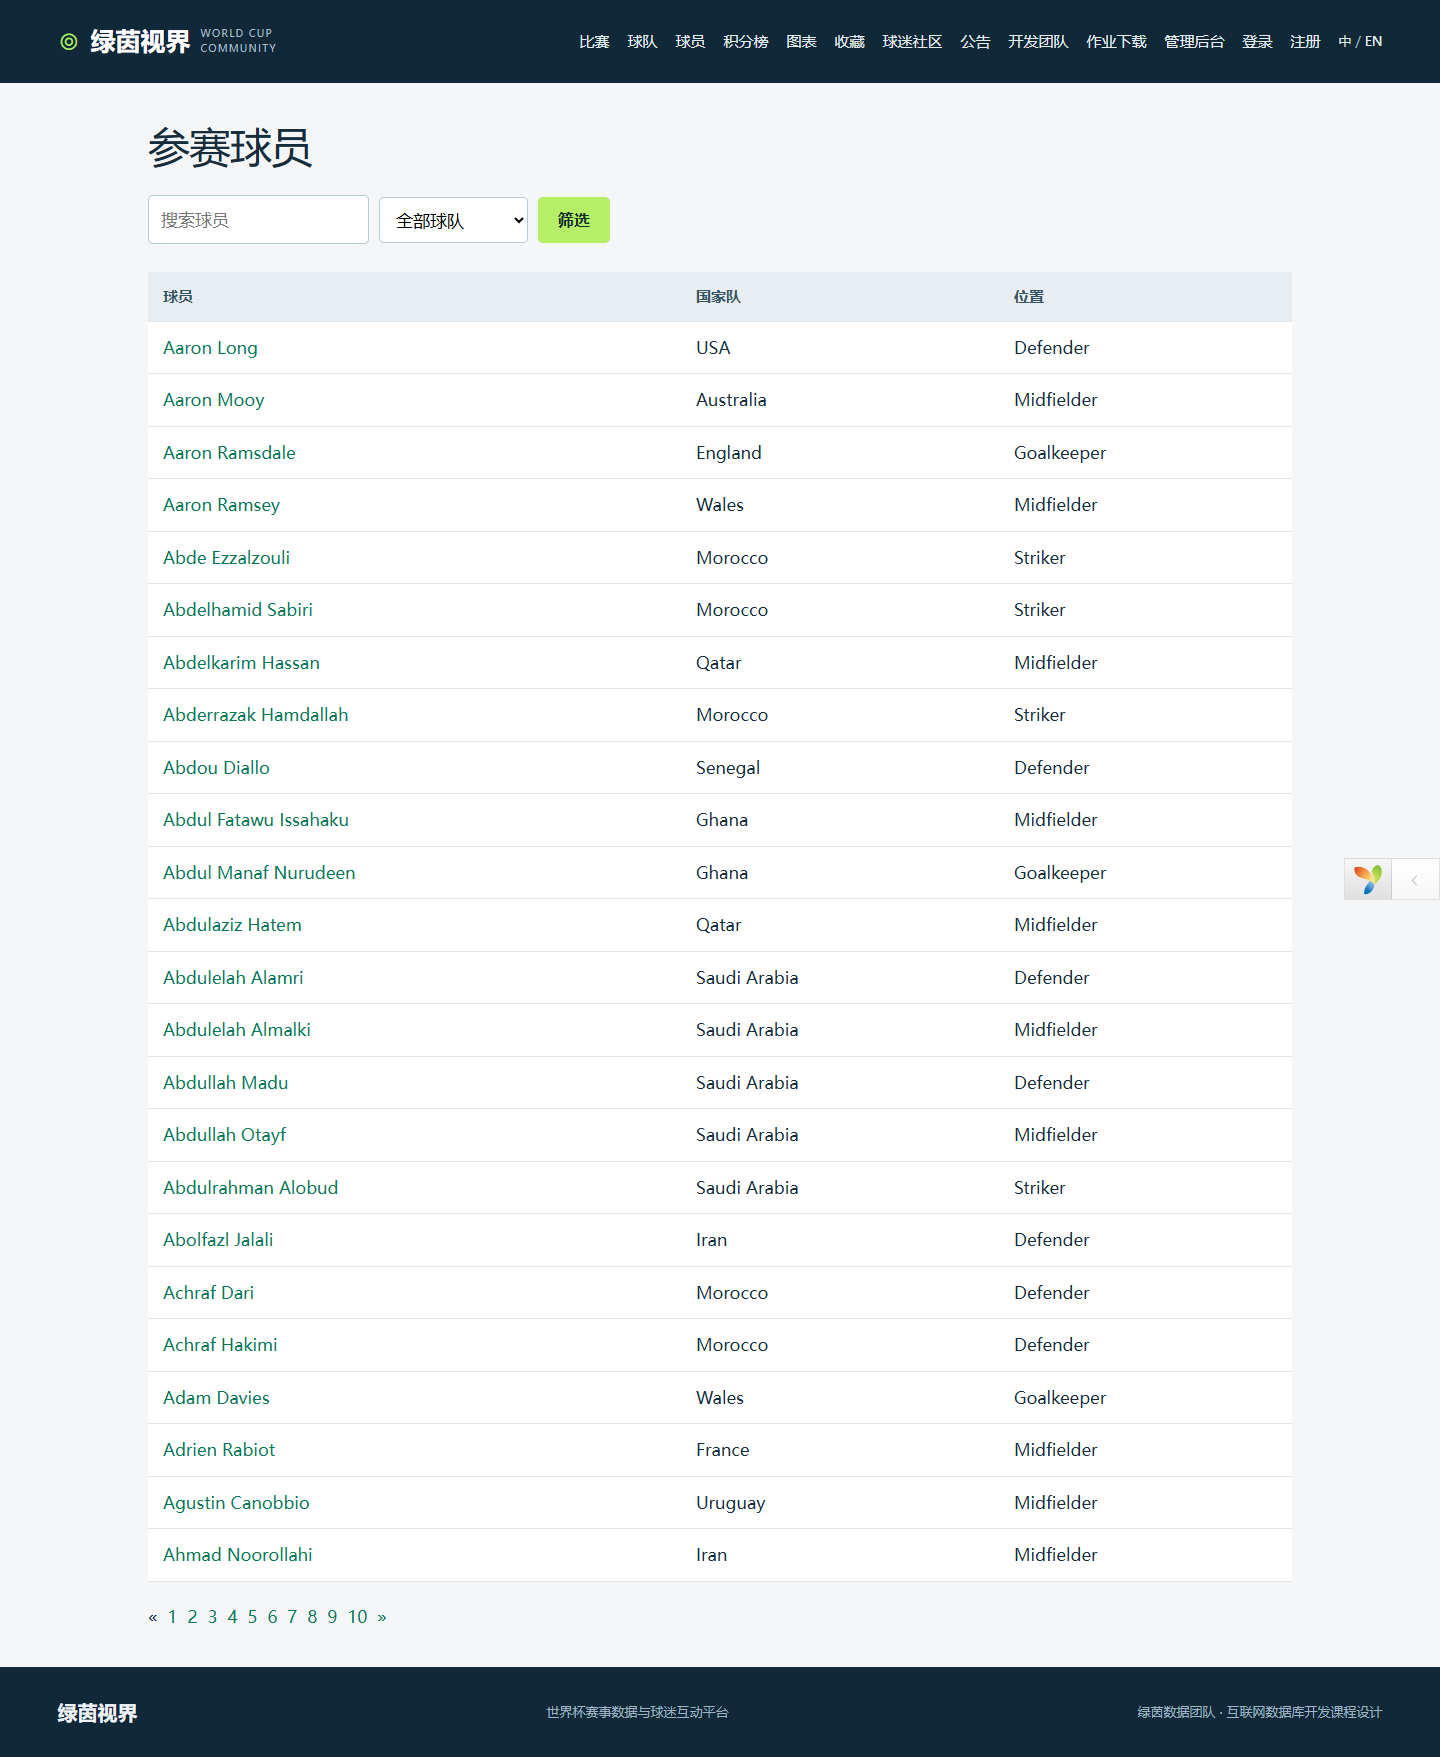 绿茵视界 WORLD CUP COMMUNITY
比赛 球队 球员 积分榜 图表 收藏 球迷社区 公告 开发团队 作业下载 管理后台 登录 注册 中 / EN
参赛球员
搜索球员 全部球队 筛选
球员 国家队 位置
Aaron Long USA Defender
Aaron Mooy Australia Midfielder
Aaron Ramsdale England Goalkeeper
Aaron Ramsey Wales Midfielder
Abde Ezzalzouli Morocco Striker
Abdelhamid Sabiri Morocco Striker
Abdelkarim Hassan Qatar Midfielder
Abderrazak Hamdallah Morocco Striker
Abdou Diallo Senegal Defender
Abdul Fatawu Issahaku Ghana Midfielder
Abdul Manaf Nurudeen Ghana Goalkeeper
Abdulaziz Hatem Qatar Midfielder
Abdulelah Alamri Saudi Arabia Defender
Abdulelah Almalki Saudi Arabia Midfielder
Abdullah Madu Saudi Arabia Defender
Abdullah Otayf Saudi Arabia Midfielder
Abdulrahman Alobud Saudi Arabia Striker
Abolfazl Jalali Iran Defender
Achraf Dari Morocco Defender
Achraf Hakimi Morocco Defender
Adam Davies Wales Goalkeeper
Adrien Rabiot France Midfielder
Agustin Canobbio Uruguay Midfielder
Ahmad Noorollahi Iran Midfielder
« 1 2 3 4 5 6 7 8 9 10 »
绿茵视界 世界杯赛事数据与球迷互动平台 绿茵数据团队 · 互联网数据库开发课程设计